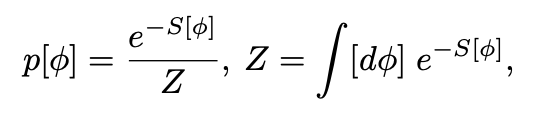 p[ϕ] = e^{-S[ϕ]} / Z, Z = ∫[dϕ] e^{-S[ϕ]},